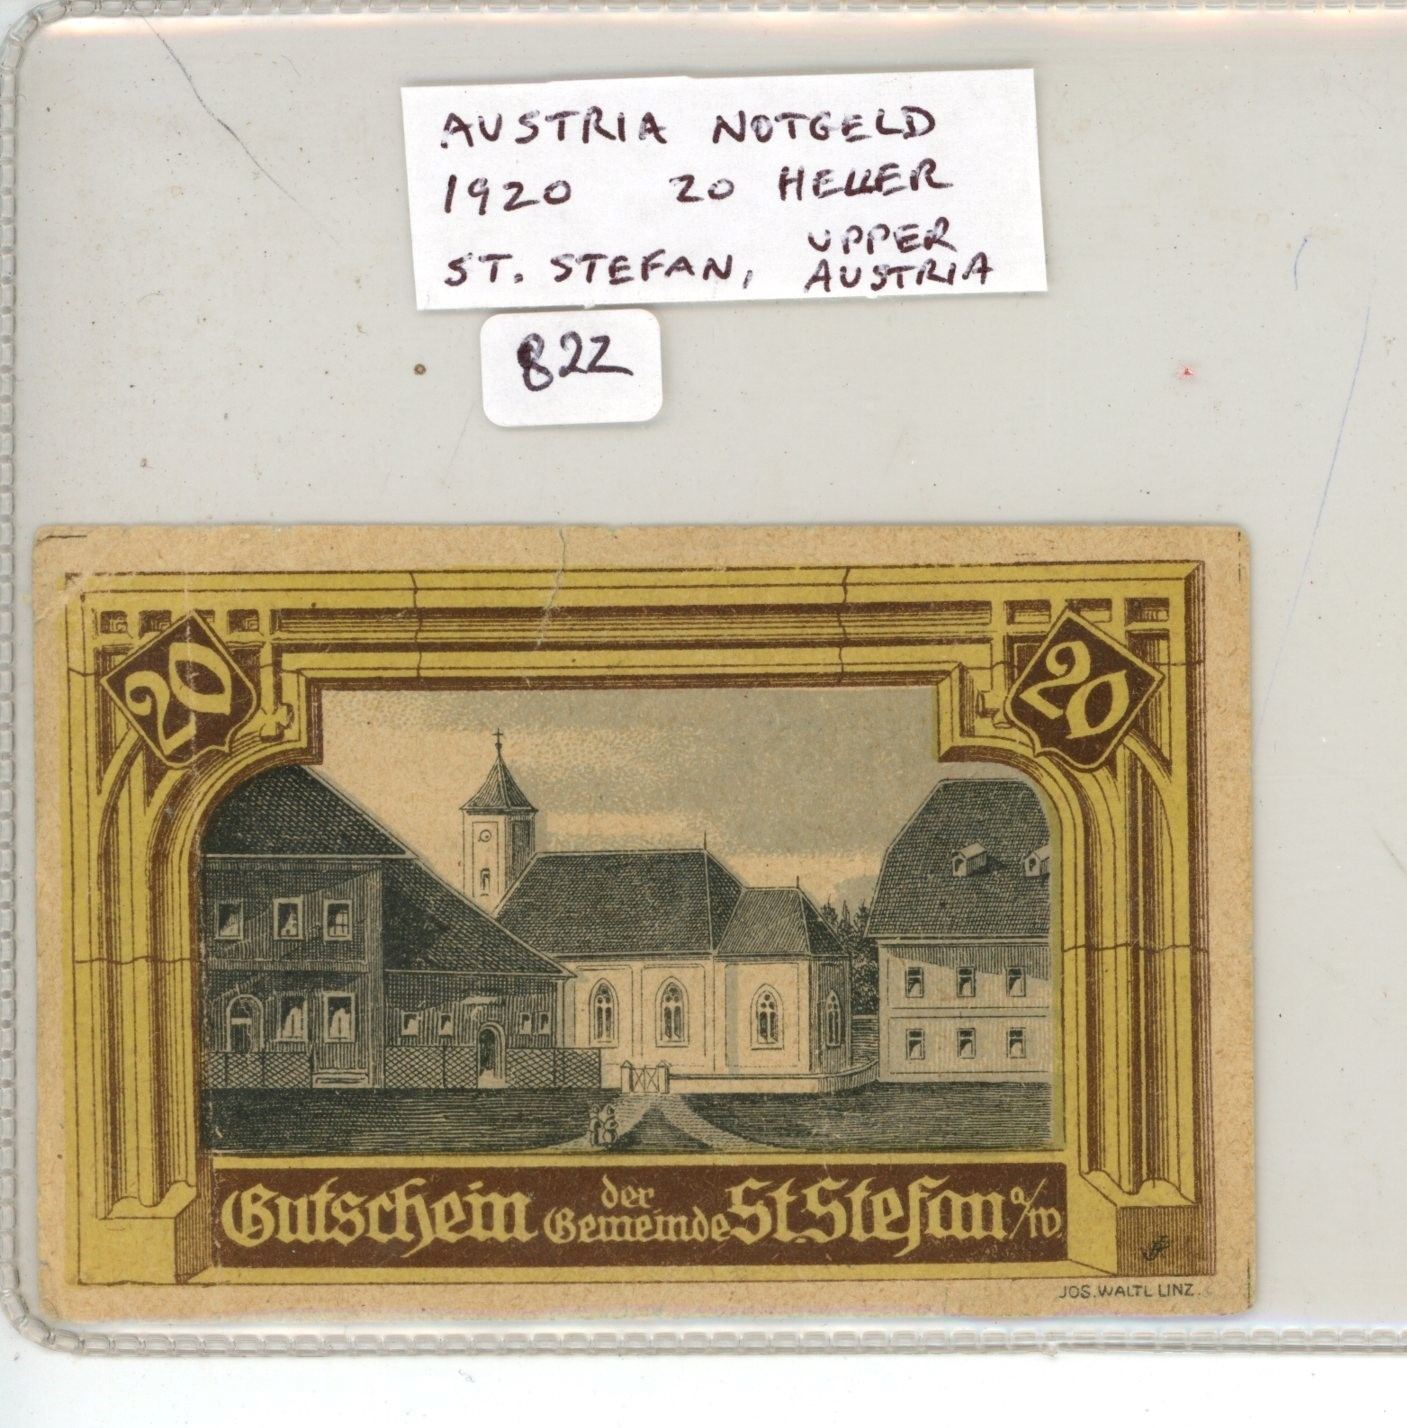 AUSTRIA NOTGELD
1920 20 HELLER
ST. STEFAN, UPPER AUSTRIA
822
20
20
Gutschein der Gemeinde St. Stefan a/W.
JOS. WALTL LINZ.